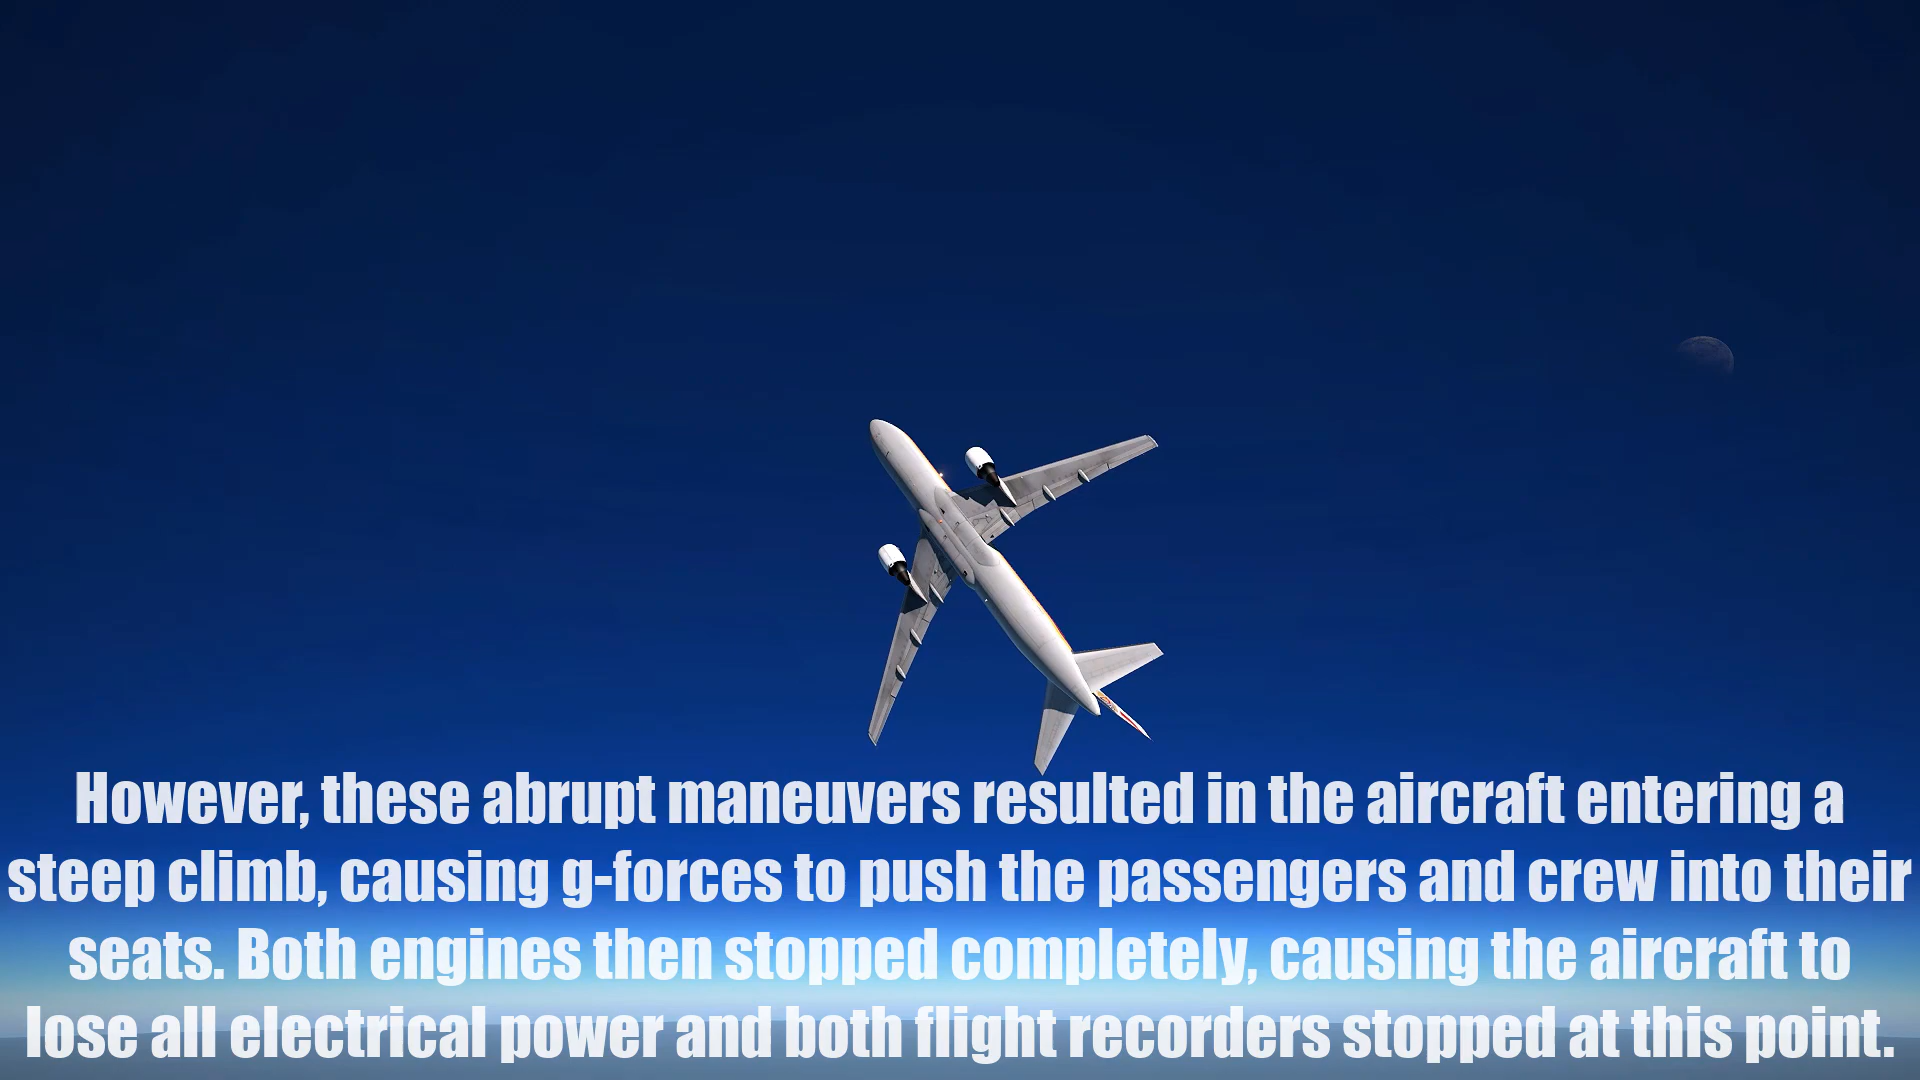 However, these abrupt maneuvers resulted in the aircraft entering a
steep climb, causing g-forces to push the passengers and crew into their
seats. Both engines then stopped completely, causing the aircraft to
lose all electrical power and both flight recorders stopped at this point.